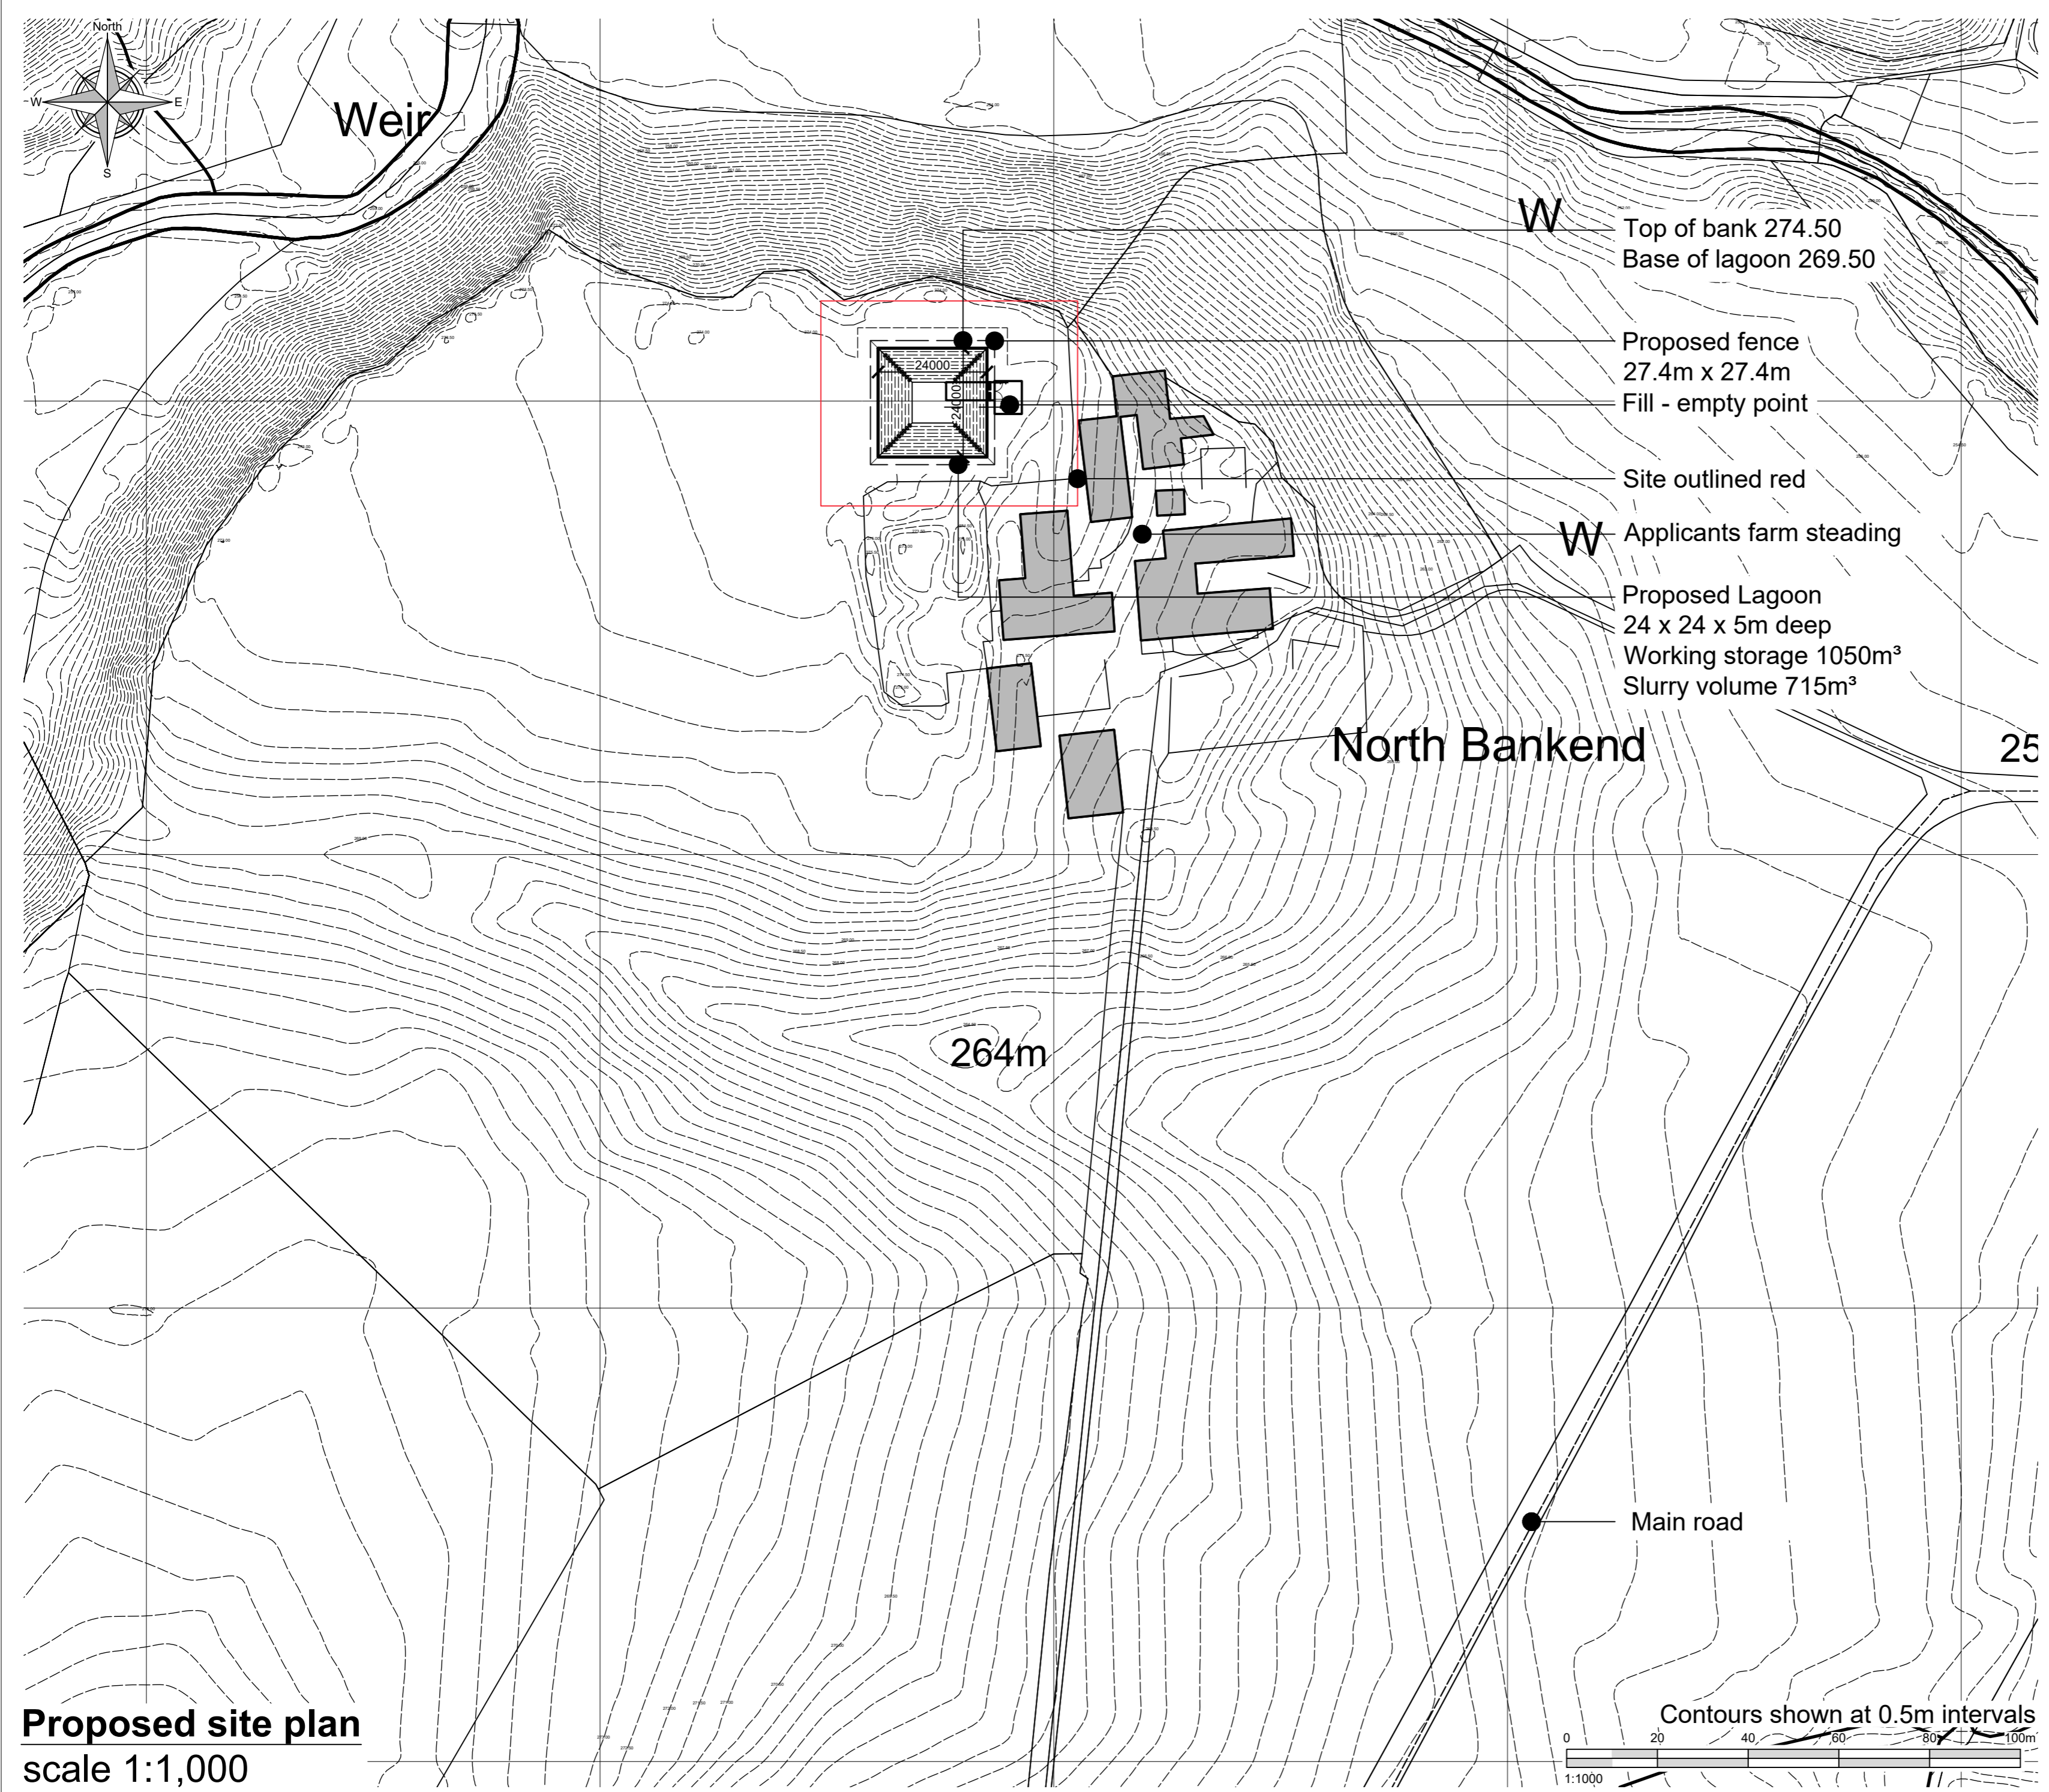 North
W
E
S
Weir
W
Top of bank 274.50
Base of lagoon 269.50
Proposed fence
27.4m x 27.4m
Fill - empty point
24000
24000
Site outlined red
W
Applicants farm steading
Proposed Lagoon
24 x 24 x 5m deep
Working storage 1050m³
Slurry volume 715m³
North Bankend
25
264m
Main road
Proposed site plan
scale 1:1,000
Contours shown at 0.5m intervals
0 20 40 60 80 100m
1:1000